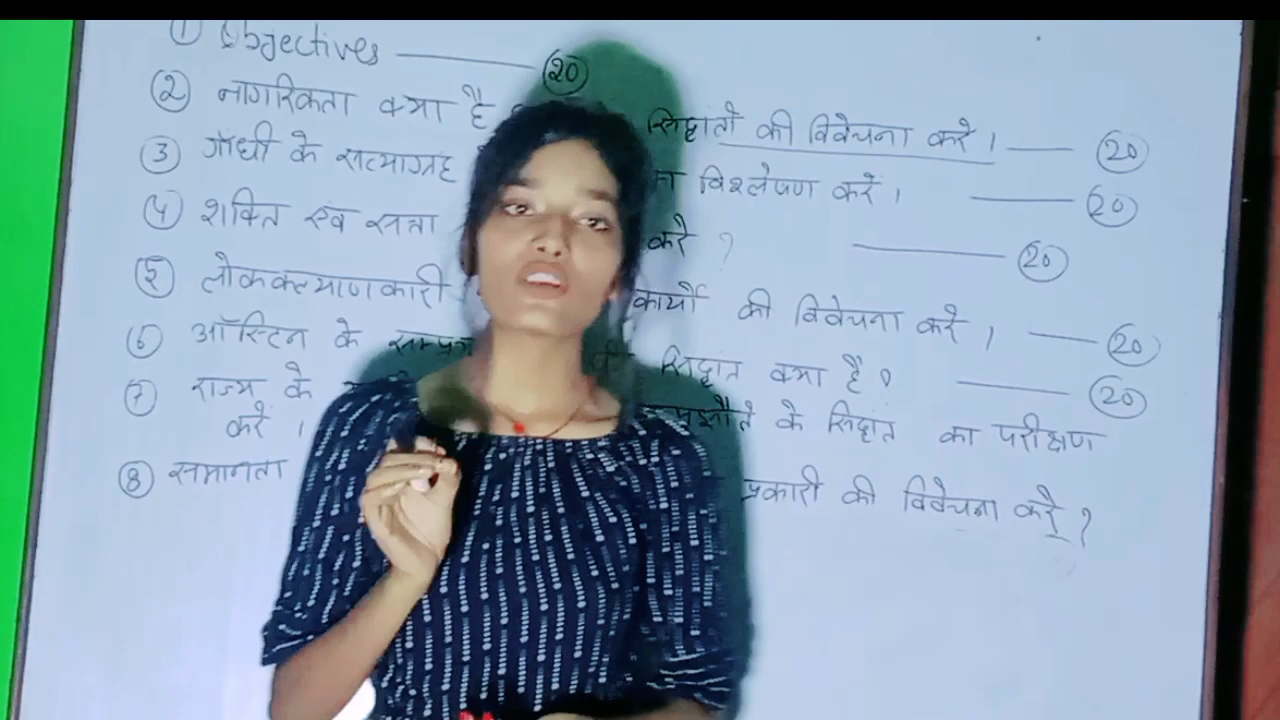 ① Objectives —— ⑳
② नागरिकता क्या है सिद्धातों की विवेचना करे । —— ⑳
③ गाँधी के सत्याग्रह का विश्लेषण करें । —— ⑳
④ शक्ति एवं सत्ता करे ? —— ⑳
⑤ लोककल्याणकारी कार्यों की विवेचना करे । —— ⑳
⑥ ऑस्टिन के सिद्धांत क्या है ? —— ⑳
⑦ राज्य के समझौते के सिद्धांत का परीक्षण
करे ।
⑧ समानता प्रकारों की विवेचना करे ?